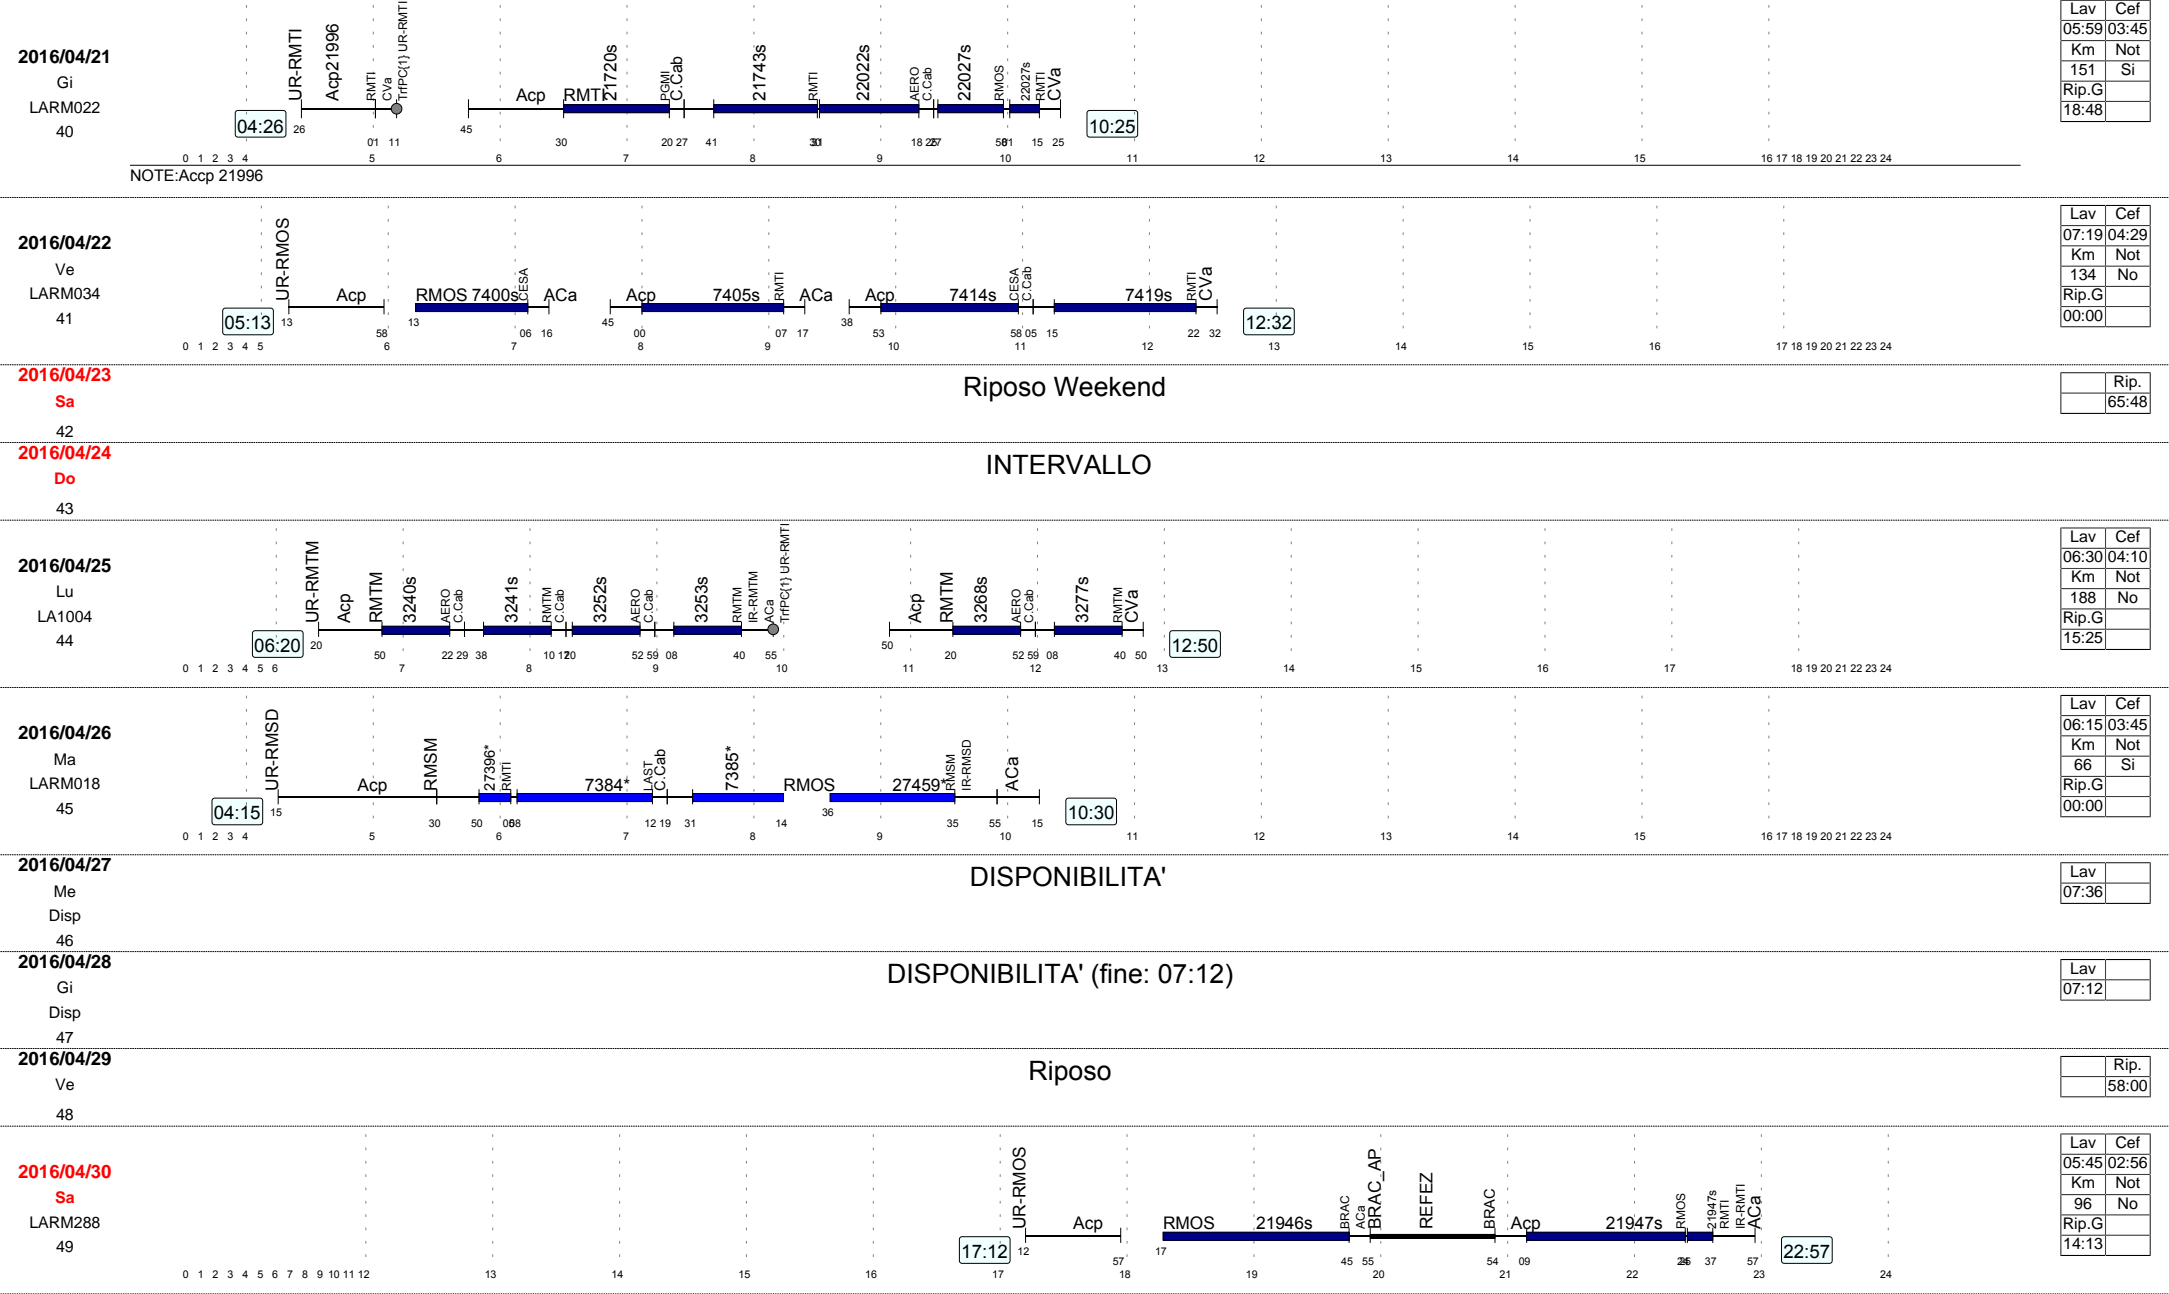 2016/04/21
Gi
LARM022
40
04:26
UR-RMTI Acp21996 RMTI CVa TrfPC{1} UR-RMTI Acp RMTI 21720s PGMI C.Cab 21743s RMTI 22022s AERO C.Cab 22027s RMOS 22027s RMTI CVa
26 01 11 45 30 20 27 41 18 15 25
10:25
0 1 2 3 4 5 6 7 8 9 10 11 12 13 14 15 16 17 18 19 20 21 22 23 24
NOTE:Accp 21996
Lav Cef
05:59 03:45
Km Not
151 Si
Rip.G
18:48
2016/04/22
Ve
LARM034
41
05:13
UR-RMOS Acp RMOS 7400s CESA ACa Acp 7405s RMTI ACa Acp 7414s CESA C.Cab 7419s RMTI CVa
13 58 13 06 16 45 00 07 17 38 53 58 05 15 22 32
12:32
0 1 2 3 4 5 6 7 8 9 10 11 12 13 14 15 16 17 18 19 20 21 22 23 24
Lav Cef
07:19 04:29
Km Not
134 No
Rip.G
00:00
2016/04/23
Sa
42
Riposo Weekend
Rip.
65:48
2016/04/24
Do
43
INTERVALLO
2016/04/25
Lu
LA1004
44
06:20
UR-RMTM Acp RMTM 3240s AERO C.Cab 3241s RMTM C.Cab 3252s AERO C.Cab 3253s RMTM IR-RMTM ACa TrfPC{1} UR-RMTI Acp RMTM 3268s AERO C.Cab 3277s RMTM CVa
20 50 22 29 38 10 17 20 52 59 08 40 55 50 20 52 59 08 40 50
12:50
0 1 2 3 4 5 6 7 8 9 10 11 12 13 14 15 16 17 18 19 20 21 22 23 24
Lav Cef
06:30 04:10
Km Not
188 No
Rip.G
15:25
2016/04/26
Ma
LARM018
45
04:15
UR-RMSD Acp RMSM 27396* RMTI 7384* LAST C.Cab 7385* RMOS 27459* RMSM IR-RMSD ACa
15 30 50 08 12 19 31 14 36 35 55 15
10:30
0 1 2 3 4 5 6 7 8 9 10 11 12 13 14 15 16 17 18 19 20 21 22 23 24
Lav Cef
06:15 03:45
Km Not
66 Si
Rip.G
00:00
2016/04/27
Me
Disp
46
DISPONIBILITA'
Lav
07:36
2016/04/28
Gi
Disp
47
DISPONIBILITA' (fine: 07:12)
Lav
07:12
2016/04/29
Ve
48
Riposo
Rip.
58:00
2016/04/30
Sa
LARM288
49
17:12
UR-RMOS Acp RMOS 21946s BRAC ACa BRAC_AP REFEZ BRAC Acp 21947s RMOS 21947s RMTI IR-RMTI ACa
12 57 17 45 55 54 09 37 57
22:57
0 1 2 3 4 5 6 7 8 9 10 11 12 13 14 15 16 17 18 19 20 21 22 23 24
Lav Cef
05:45 02:56
Km Not
96 No
Rip.G
14:13